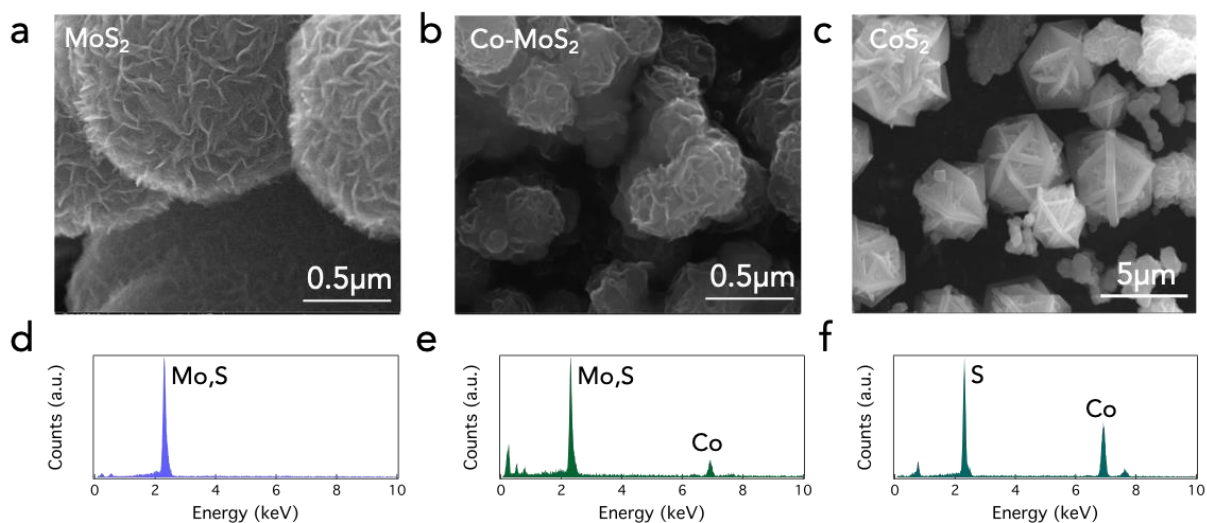 a
MoS₂
0.5µm
b
Co-MoS₂
0.5µm
c
CoS₂
5µm
d
Counts (a.u.)
Mo,S
0 2 4 6 8 10
Energy (keV)
e
Counts (a.u.)
Mo,S
Co
0 2 4 6 8 10
Energy (keV)
f
Counts (a.u.)
S
Co
0 2 4 6 8 10
Energy (keV)